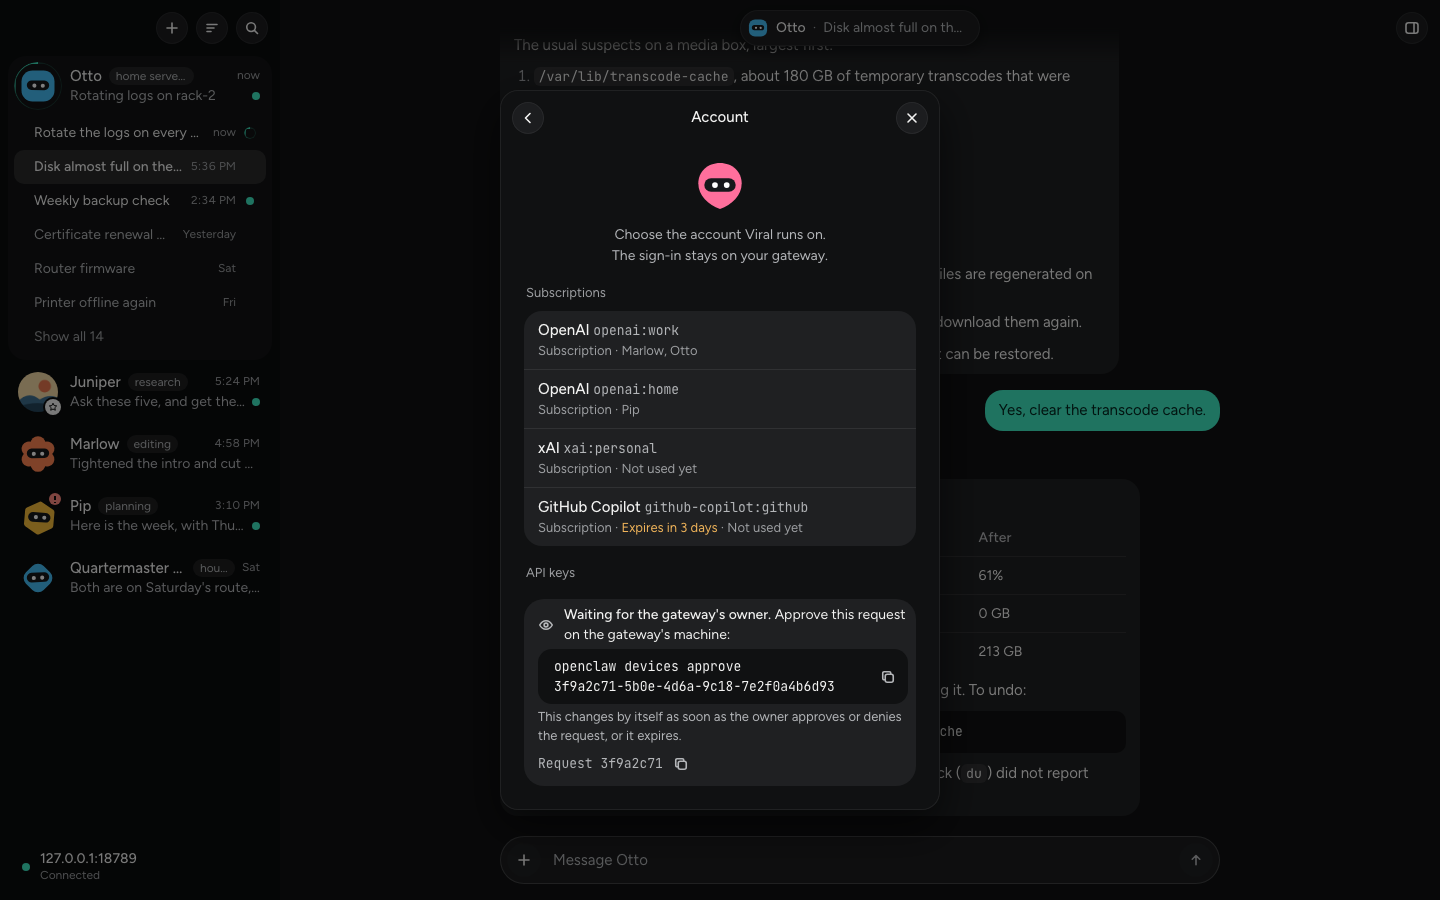 Otto · Disk almost full on th...
Otto home serve... now
Rotating logs on rack-2
Rotate the logs on every ... now
Disk almost full on the... 5:36 PM
Weekly backup check 2:34 PM
Certificate renewal ... Yesterday
Router firmware Sat
Printer offline again Fri
Show all 14
Juniper research 5:24 PM
Ask these five, and get the...
Marlow editing 4:58 PM
Tightened the intro and cut ...
Pip planning 3:10 PM
Here is the week, with Thu...
Quartermaster ... hou... Sat
Both are on Saturday's route,...
127.0.0.1:18789
Connected
The usual suspects on a media box, largest first:
1. /var/lib/transcode-cache, about 180 GB of temporary transcodes that were
iles are regenerated on
download them again.
can be restored.
Yes, clear the transcode cache.
After
61%
0 GB
213 GB
g it. To undo:
che
ck (du) did not report
Message Otto
Account
Choose the account Viral runs on.
The sign-in stays on your gateway.
Subscriptions
OpenAI openai:work
Subscription · Marlow, Otto
OpenAI openai:home
Subscription · Pip
xAI xai:personal
Subscription · Not used yet
GitHub Copilot github-copilot:github
Subscription · Expires in 3 days · Not used yet
API keys
Waiting for the gateway's owner. Approve this request
on the gateway's machine:
openclaw devices approve
3f9a2c71-5b0e-4d6a-9c18-7e2f0a4b6d93
This changes by itself as soon as the owner approves or denies
the request, or it expires.
Request 3f9a2c71